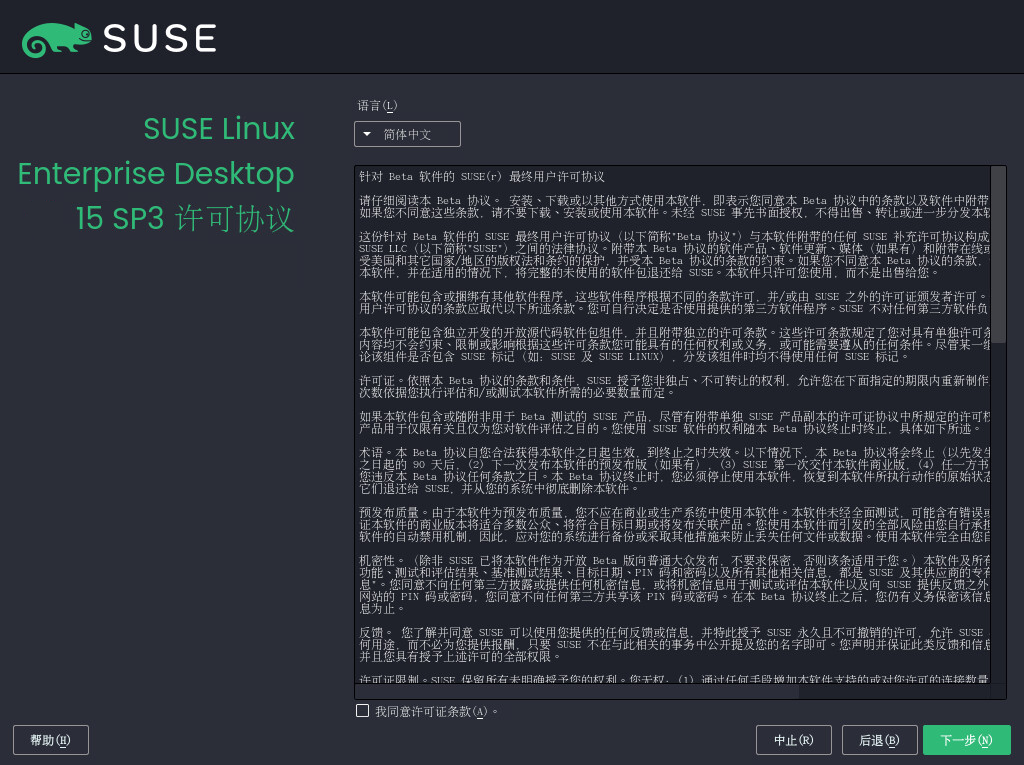 SUSE
SUSE Linux
Enterprise Desktop
15 SP3 许可协议
语言(L)
简体中文
针对 Beta 软件的 SUSE(r) 最终用户许可协议
请仔细阅读本 Beta 协议。 安装、下载或以其他方式使用本软件，即表示您同意本 Beta 协议中的条款以及软件中附带
如果您不同意这些条款，请不要下载、安装或使用本软件。未经 SUSE 事先书面授权，不得出售、转让或进一步分发本软
这份针对 Beta 软件的 SUSE 最终用户许可协议（以下简称"Beta 协议"）与本软件附带的任何 SUSE 补充许可协议构成
SUSE LLC（以下简称"SUSE"）之间的法律协议。附带本 Beta 协议的软件产品、软件更新、媒体（如果有）和附带在线或
受美国和其它国家/地区的版权法和条约的保护，并受本 Beta 协议的条款的约束。如果您不同意本 Beta 协议的条款，
本软件，并在适用的情况下，将完整的未使用的软件包退还给 SUSE。本软件只许可您使用，而不是出售给您。
本软件可能包含或捆绑有其他软件程序，这些软件程序根据不同的条款许可，并/或由 SUSE 之外的许可证颁发者许可。
用户许可协议的条款应取代以下所述条款。您可自行决定是否使用提供的第三方软件程序。SUSE 不对任何第三方软件负
本软件可能包含独立开发的开放源代码软件包组件，并且附带独立的许可条款。这些许可条款规定了您对具有单独许可条
内容均不会约束、限制或影响根据这些许可条款您可能具有的任何权利或义务，或可能需要遵从的任何条件。尽管某一组
论该组件是否包含 SUSE 标记（如：SUSE 及 SUSE LINUX），分发该组件时均不得使用任何 SUSE 标记。
许可证。依照本 Beta 协议的条款和条件，SUSE 授予您非独占、不可转让的权利，允许您在下面指定的期限内重新制作
次数依据您执行评估和/或测试本软件所需的必要数量而定。
如果本软件包含或随附非用于 Beta 测试的 SUSE 产品，尽管有附带单独 SUSE 产品副本的许可证协议中所规定的许可权
产品用于仅限有关且仅为您对软件评估之目的。您使用 SUSE 软件的权利随本 Beta 协议终止时终止，具体如下所述。
术语。本 Beta 协议自您合法获得本软件之日起生效，到终止之时失效。以下情况下，本 Beta 协议将会终止（以先发生
之日起的 90 天后，（2）下一次发布本软件的预发布版（如果有），（3）SUSE 第一次交付本软件商业版，（4）任一方书
您违反本 Beta 协议任何条款之日。本 Beta 协议终止时，您必须停止使用本软件，恢复到本软件所执行动作的原始状态
它们退还给 SUSE，并从您的系统中彻底删除本软件。
预发布质量。由于本软件为预发布质量，您不应在商业或生产系统中使用本软件。本软件未经全面测试，可能含有错误或
证本软件的商业版本将适合多数公众、将符合目标日期或将发布关联产品。您使用本软件而引发的全部风险由您自行承担
软件的自动禁用机制，因此，应对您的系统进行备份或采取其他措施来防止丢失任何文件或数据。使用本软件完全由您自
机密性。（除非 SUSE 已将本软件作为开放 Beta 版向普通大众发布，不要求保密，否则该条适用于您。）本软件及所有
功能、测试和评估结果、基准测试结果、目标日期、PIN 码和密码以及所有其他相关信息，都是 SUSE 及其供应商的专有
息"。您同意不向任何第三方披露或提供任何机密信息，或将机密信息用于测试或评估本软件以及向 SUSE 提供反馈之外
网站的 PIN 码或密码，您同意不向任何第三方共享该 PIN 码或密码。在本 Beta 协议终止之后，您仍有义务保密该信息
息为止。
反馈。 您了解并同意 SUSE 可以使用您提供的任何反馈或信息，并特此授予 SUSE 永久且不可撤销的许可，允许 SUSE
何用途，而不必为您提供报酬，只要 SUSE 不在与此相关的事务中公开提及您的名字即可。您声明并保证此类反馈和信息
并且您具有授予上述许可的全部权限。
许可证限制。SUSE 保留所有未明确授予您的权利。您无权：（1）通过任何手段增加本软件支持的或对您许可的连接数量
我同意许可证条款(A)。
帮助(H)
中止(R)
后退(B)
下一步(N)